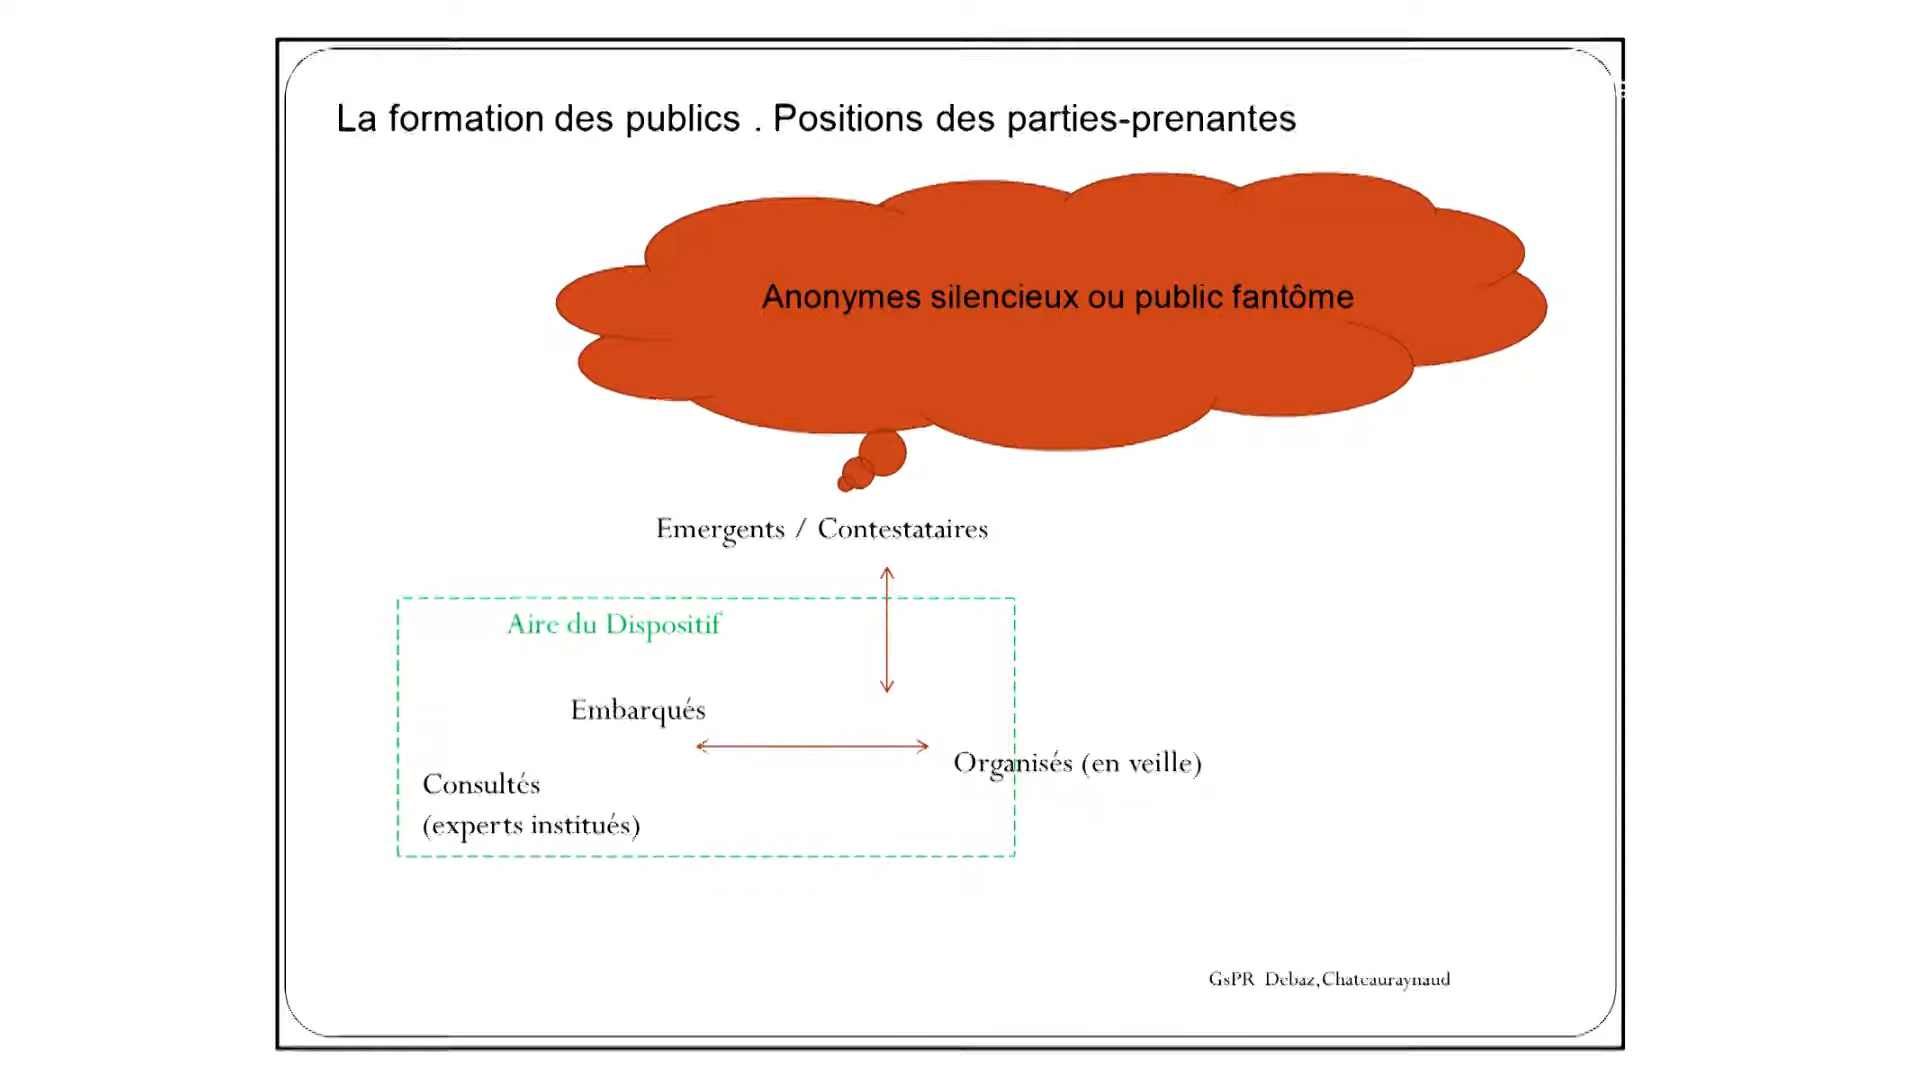 La formation des publics . Positions des parties-prenantes
Anonymes silencieux ou public fantôme
Emergents / Contestataires
Aire du Dispositif
Embarqués
Organisés (en veille)
Consultés
(experts institués)
GsPR Debaz,Chateauraynaud